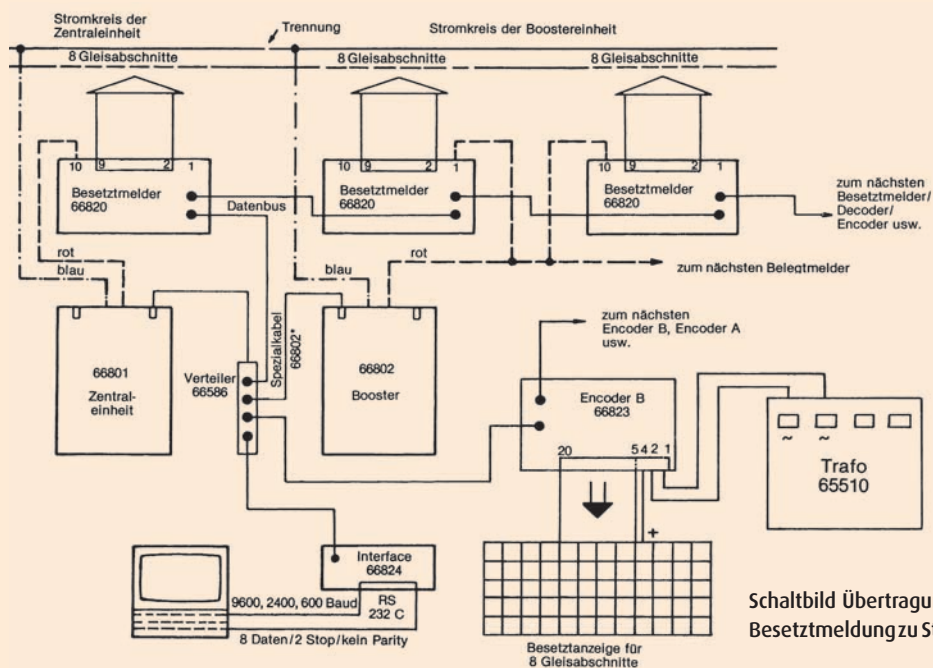 Stromkreis der
Zentraleinheit
Trennung
Stromkreis der Boostereinheit
8 Gleisabschnitte
8 Gleisabschnitte
8 Gleisabschnitte
10 9 2 1
Besetztmelder
66820
10 9 2 1
Besetztmelder
66820
10 9 2 1
Besetztmelder
66820
Datenbus
zum nächsten
Besetztmelder/
Decoder/
Encoder usw.
rot
blau
blau
rot
zum nächsten Belegtmelder
66801
Zentral-
einheit
Verteiler
66586
Spezialkabel
66802*
66802
Booster
zum nächsten
Encoder B, Encoder A
usw.
Encoder B
66823
20 5 4 2 1
+
~ ~
Trafo
65510
Interface
66824
RS
232 C
9600, 2400, 600 Baud
8 Daten/2 Stop/kein Parity
Besetztanzeige für
8 Gleisabschnitte
Schaltbild Übertragu
Besetztmeldung zu St